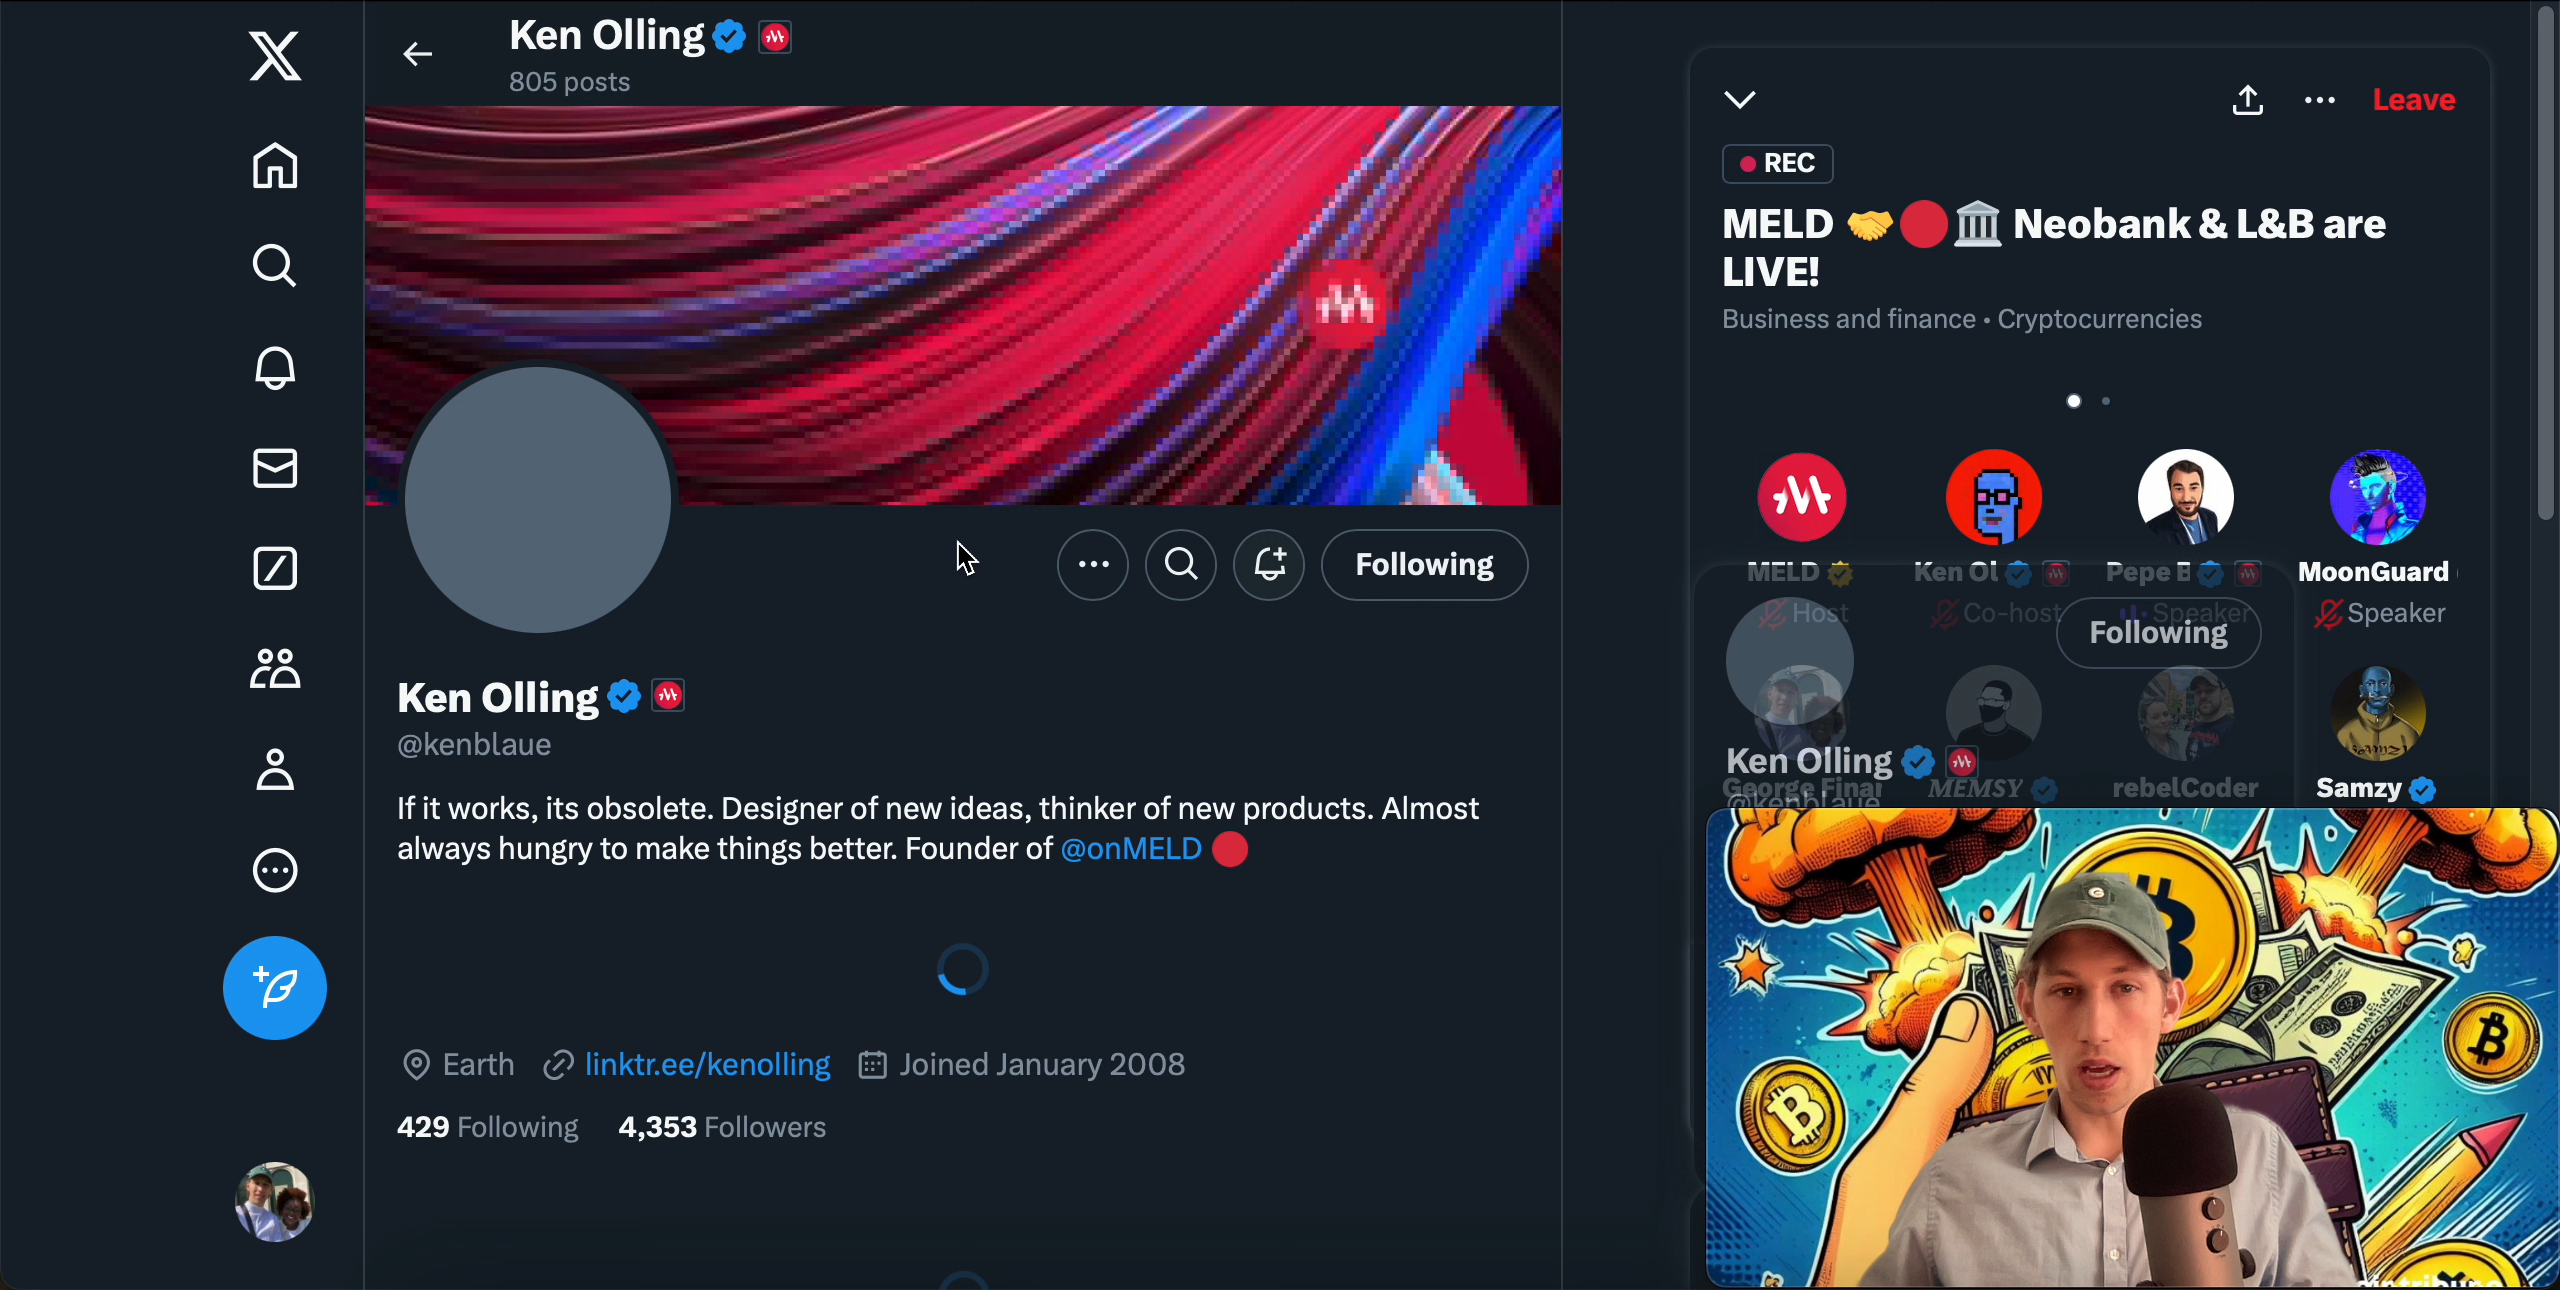 Ken Olling
805 posts
Following
Ken Olling
@kenblaue
If it works, its obsolete. Designer of new ideas, thinker of new products. Almost
always hungry to make things better. Founder of @onMELD
Earth linktr.ee/kenolling Joined January 2008
429 Following 4,353 Followers
Leave
REC
MELD Neobank & L&B are
LIVE!
Business and finance • Cryptocurrencies
MELD Ken Ol Pepe B MoonGuard
Host Co-host Speaker Speaker
Following
Ken Olling
@kenblaue
George Finar MEMSY rebelCoder Samzy